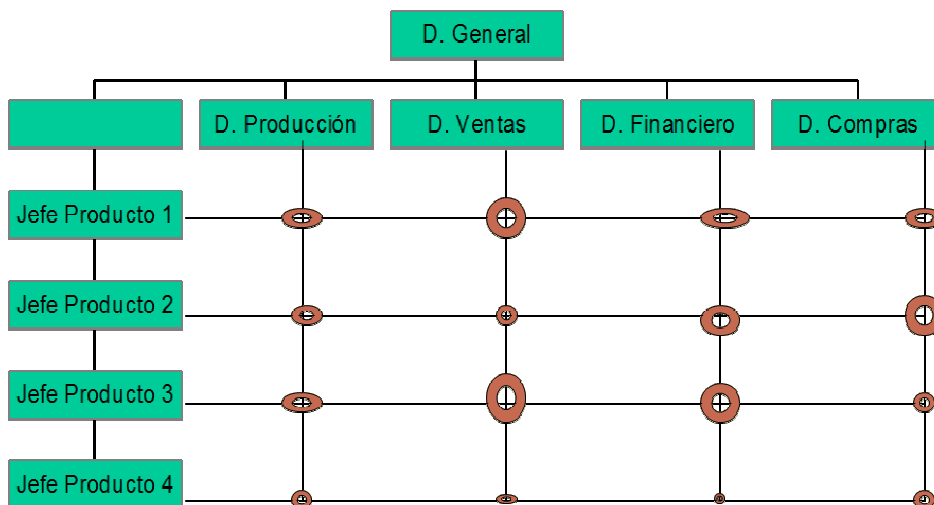 D. General
D. Producción
D. Ventas
D. Financiero
D. Compras
Jefe Producto 1
Jefe Producto 2
Jefe Producto 3
Jefe Producto 4